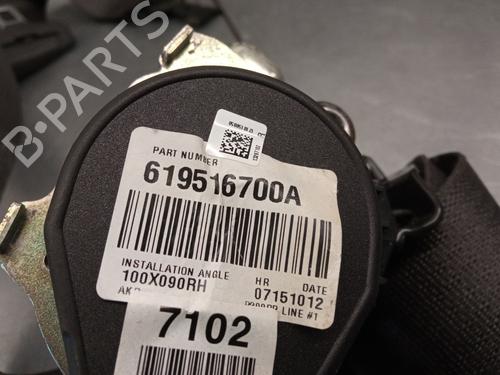 B·PARTS
PART NUMBER
619516700A
INSTALLATION ANGLE HR DATE
100X090RH 07151012
LINE #1
7102